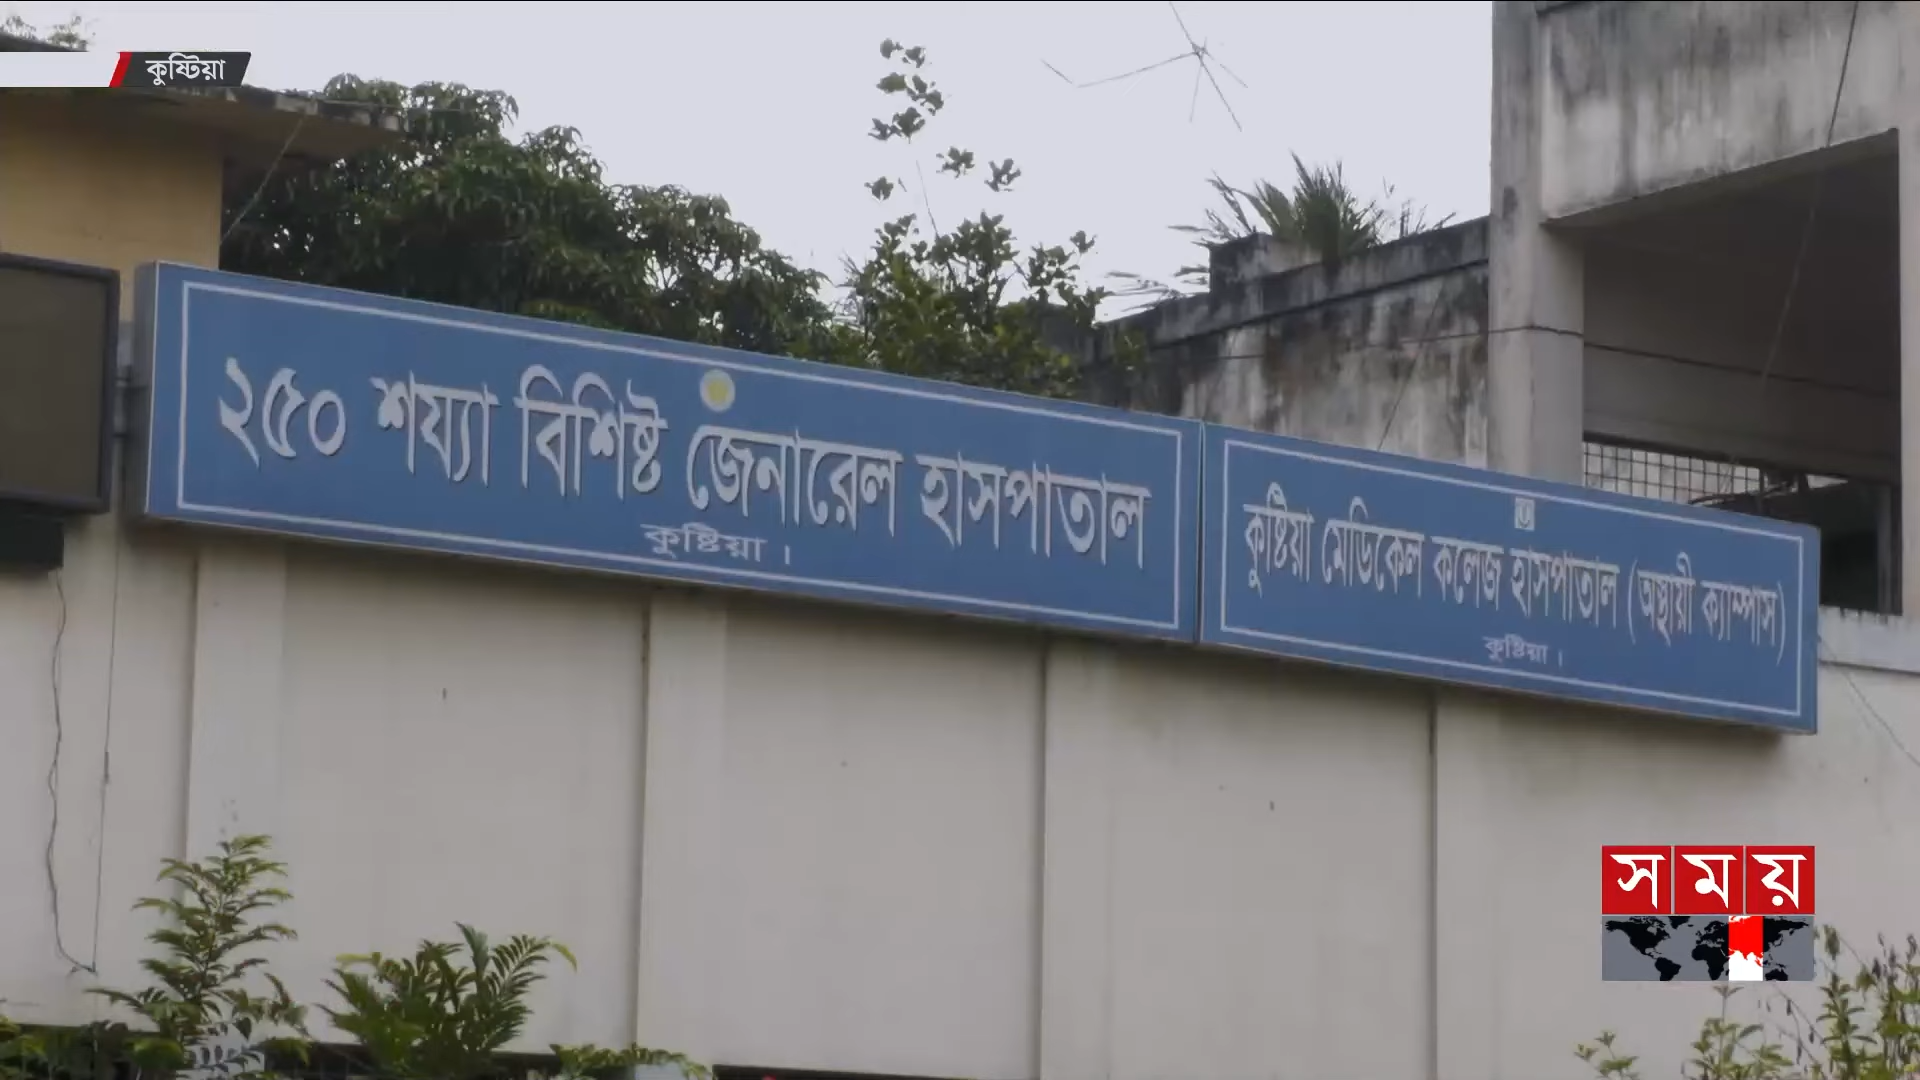 কুষ্টিয়া
২৫০ শয্যা বিশিষ্ট জেনারেল হাসপাতাল
কুষ্টিয়া।
কুষ্টিয়া মেডিকেল কলেজ হাসপাতাল (অস্থায়ী ক্যাম্পাস)
কুষ্টিয়া।
সময়